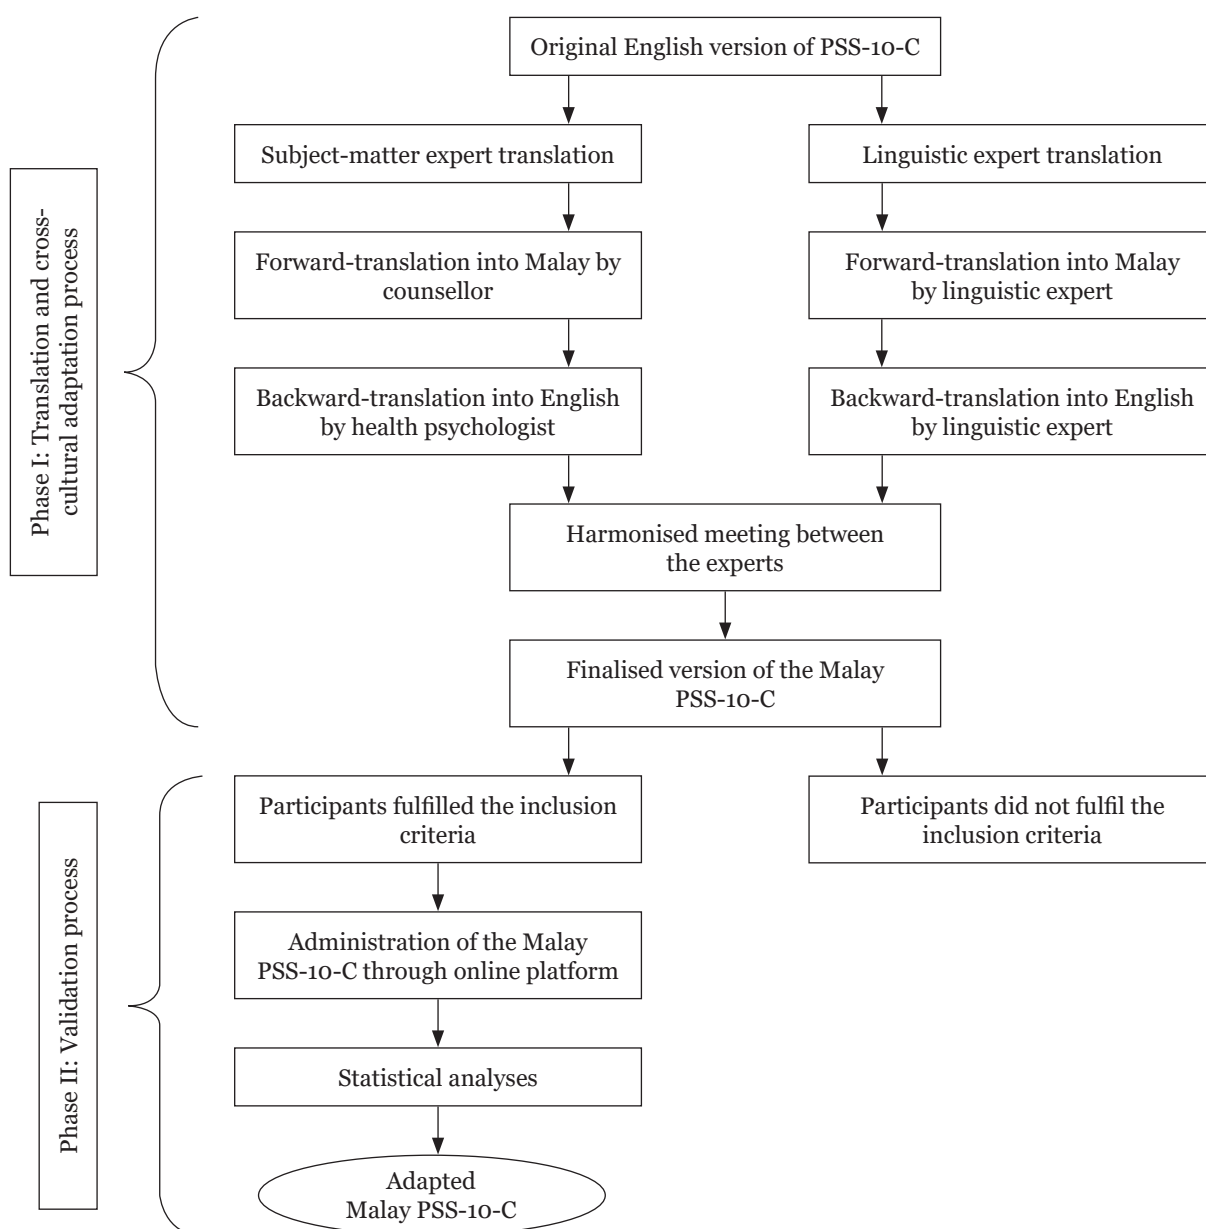 Original English version of PSS-10-C
Subject-matter expert translation
Linguistic expert translation
Forward-translation into Malay by
counsellor
Forward-translation into Malay
by linguistic expert
Backward-translation into English
by health psychologist
Backward-translation into English
by linguistic expert
Harmonised meeting between
the experts
Finalised version of the Malay
PSS-10-C
Phase I: Translation and cross-
cultural adaptation process
Participants fulfilled the inclusion
criteria
Participants did not fulfil the
inclusion criteria
Administration of the Malay
PSS-10-C through online platform
Statistical analyses
Adapted
Malay PSS-10-C
Phase II: Validation process